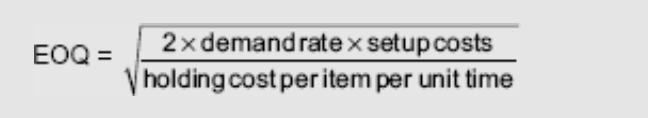 EOQ = √
2 × demand rate × setup costs
holding cost per item per unit time